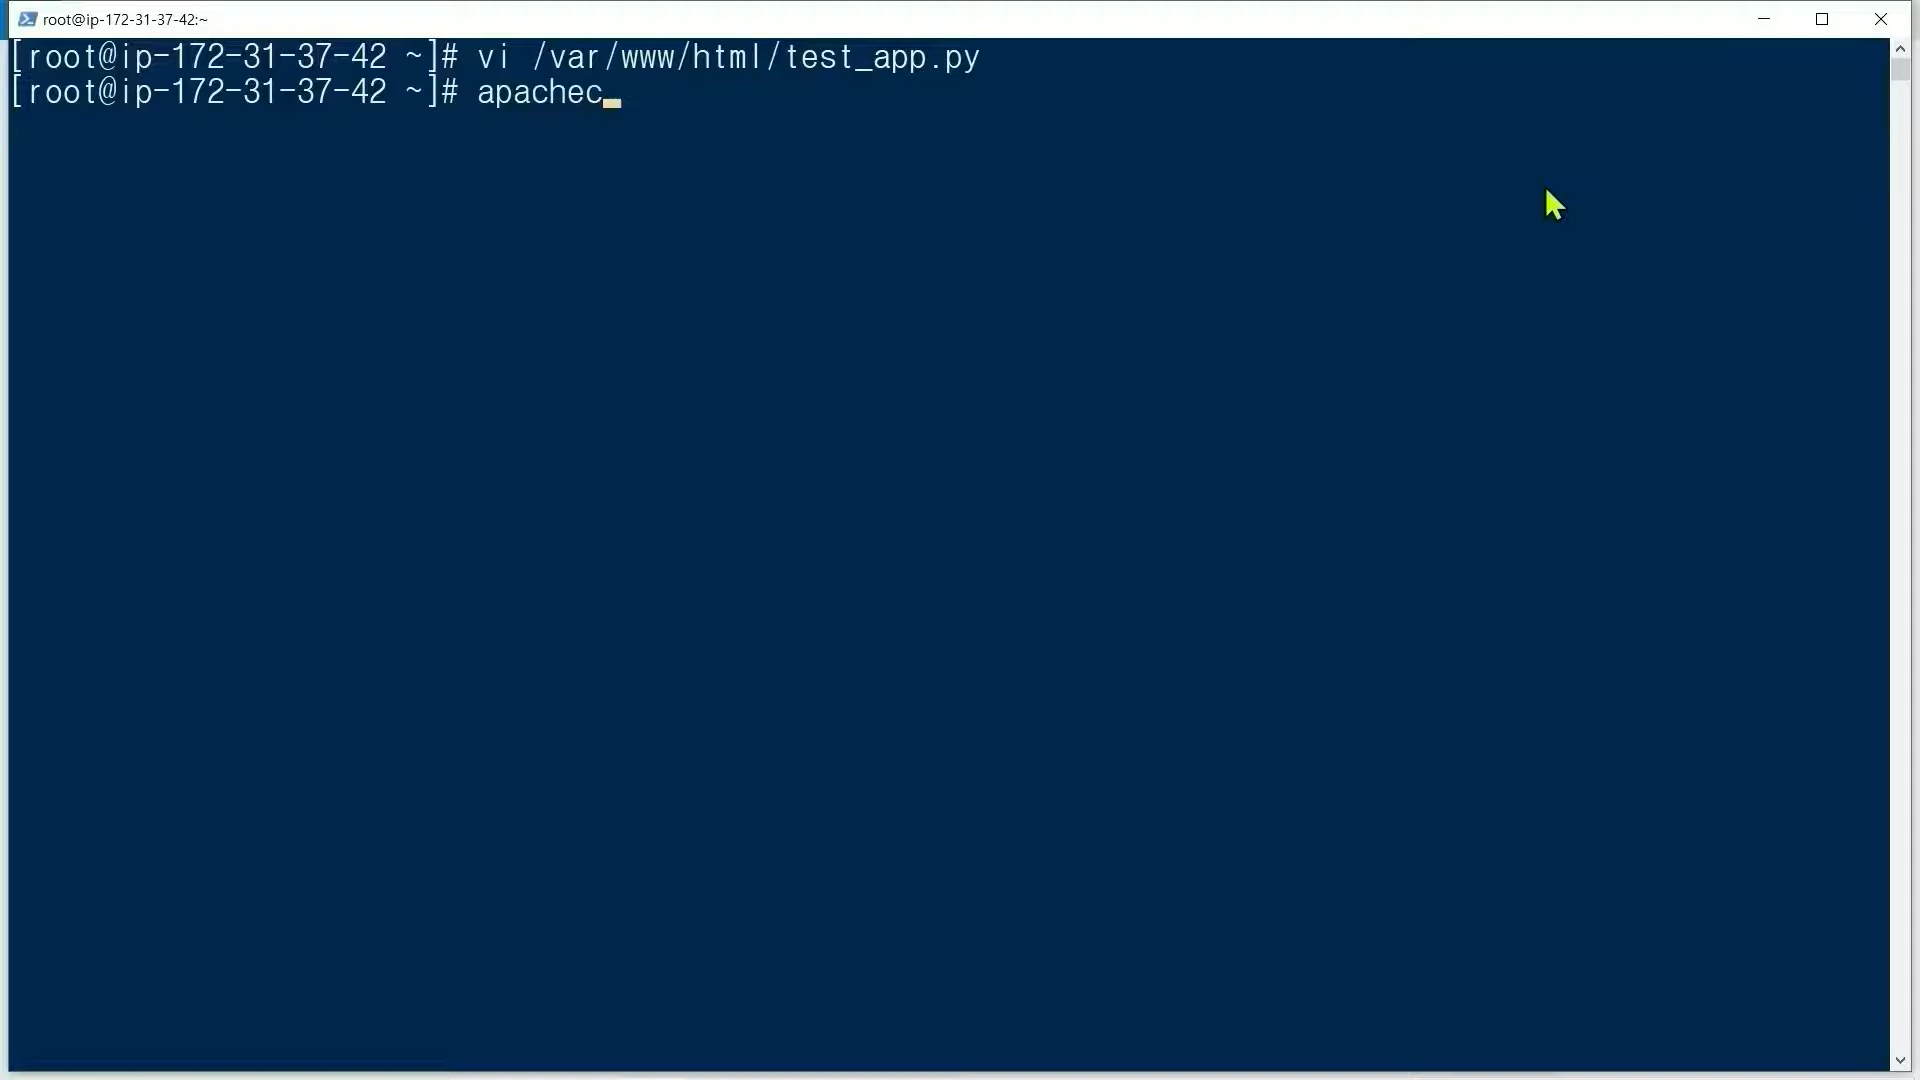 root@ip-172-31-37-42:~
[root@ip-172-31-37-42 ~]# vi /var/www/html/test_app.py
[root@ip-172-31-37-42 ~]# apachec